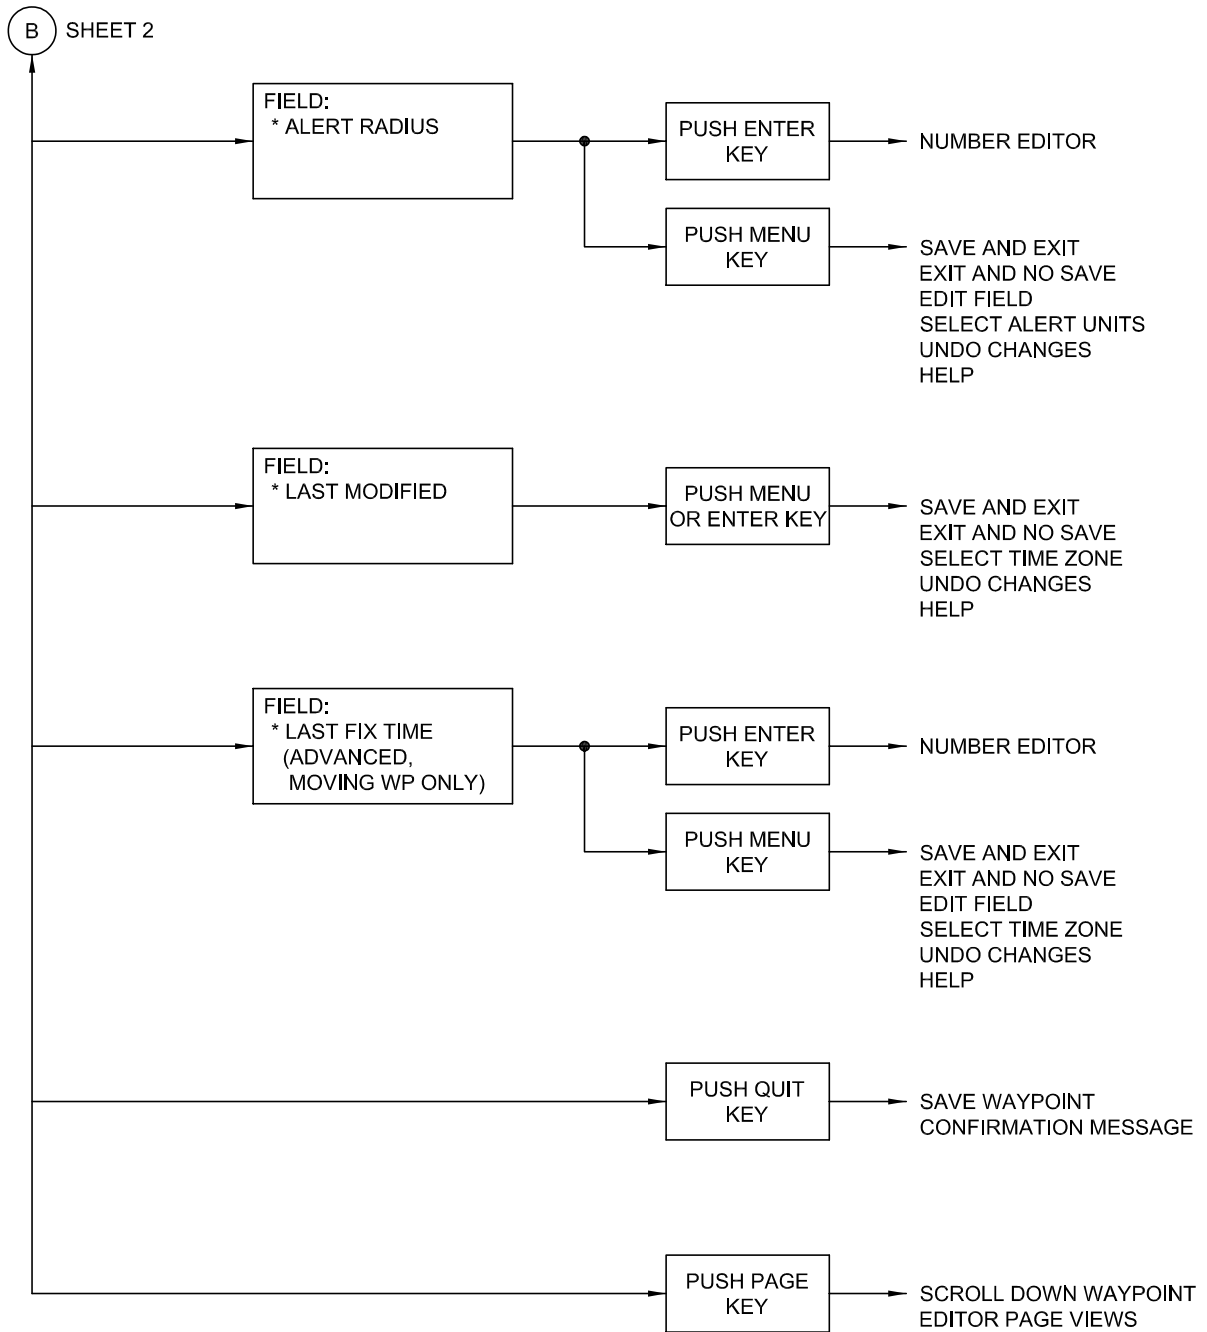 B SHEET 2
FIELD:
* ALERT RADIUS
PUSH ENTER
KEY
NUMBER EDITOR
PUSH MENU
KEY
SAVE AND EXIT
EXIT AND NO SAVE
EDIT FIELD
SELECT ALERT UNITS
UNDO CHANGES
HELP
FIELD:
* LAST MODIFIED
PUSH MENU
OR ENTER KEY
SAVE AND EXIT
EXIT AND NO SAVE
SELECT TIME ZONE
UNDO CHANGES
HELP
FIELD:
* LAST FIX TIME
(ADVANCED,
MOVING WP ONLY)
PUSH ENTER
KEY
NUMBER EDITOR
PUSH MENU
KEY
SAVE AND EXIT
EXIT AND NO SAVE
EDIT FIELD
SELECT TIME ZONE
UNDO CHANGES
HELP
PUSH QUIT
KEY
SAVE WAYPOINT
CONFIRMATION MESSAGE
PUSH PAGE
KEY
SCROLL DOWN WAYPOINT
EDITOR PAGE VIEWS